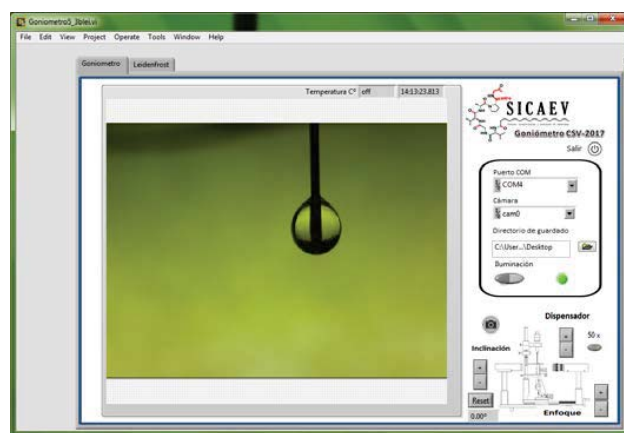 Goniometro5_Jblei.vi
File Edit View Project Operate Tools Window Help
Goniometro Leidenfrost
Temperatura C° off 14:13:23,813
SICAEV
Goniómetro CSV-2017
Salir
Puerto COM
COM4
Cámara
cam0
Directorio de guardado
C:\User...\Desktop
Iluminación
Dispensador
50 x
Inclinación
Reset
0.00°
Enfoque